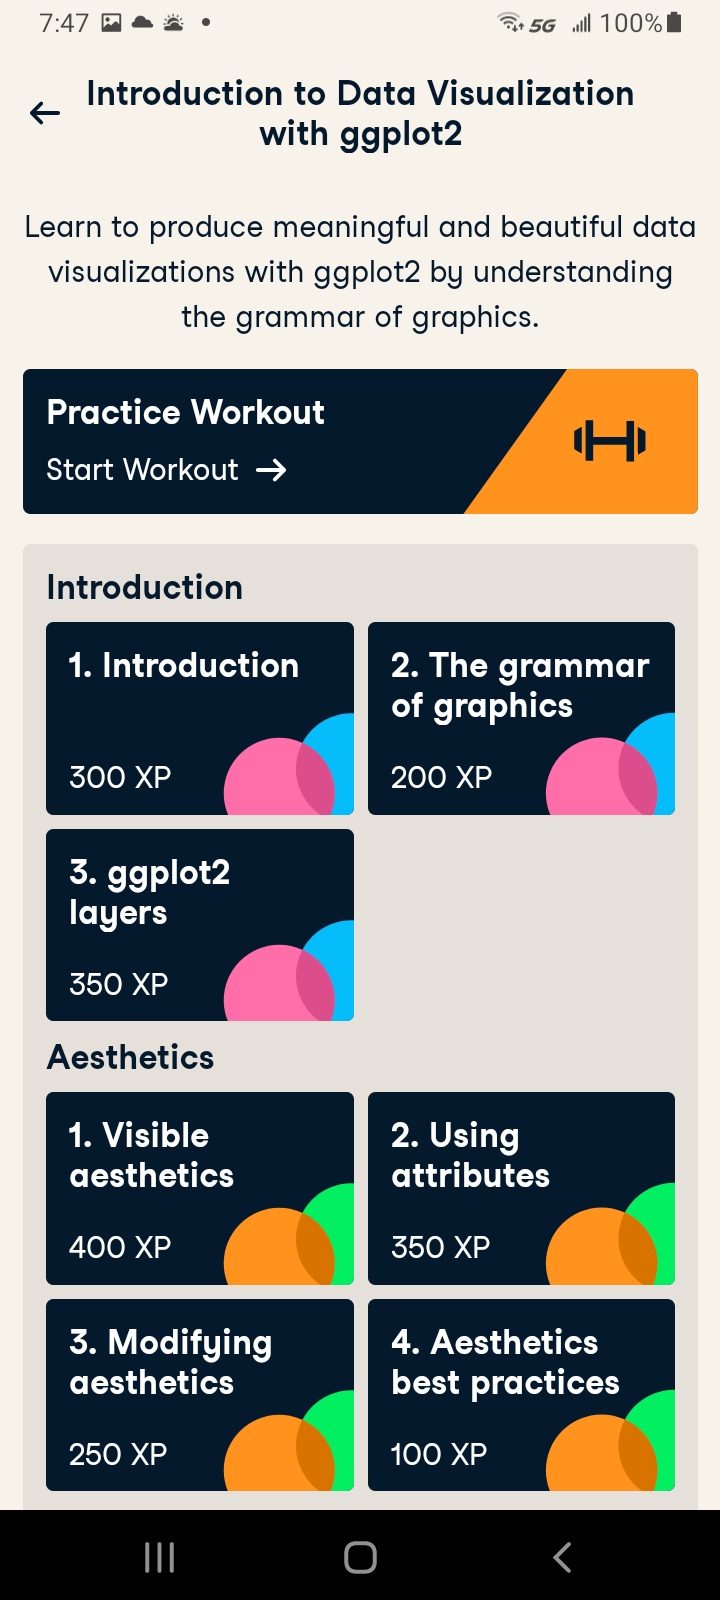 7:47
5G 100%
Introduction to Data Visualization
with ggplot2
Learn to produce meaningful and beautiful data
visualizations with ggplot2 by understanding
the grammar of graphics.
Practice Workout
Start Workout
Introduction
1. Introduction
300 XP
2. The grammar
of graphics
200 XP
3. ggplot2
layers
350 XP
Aesthetics
1. Visible
aesthetics
400 XP
2. Using
attributes
350 XP
3. Modifying
aesthetics
250 XP
4. Aesthetics
best practices
100 XP